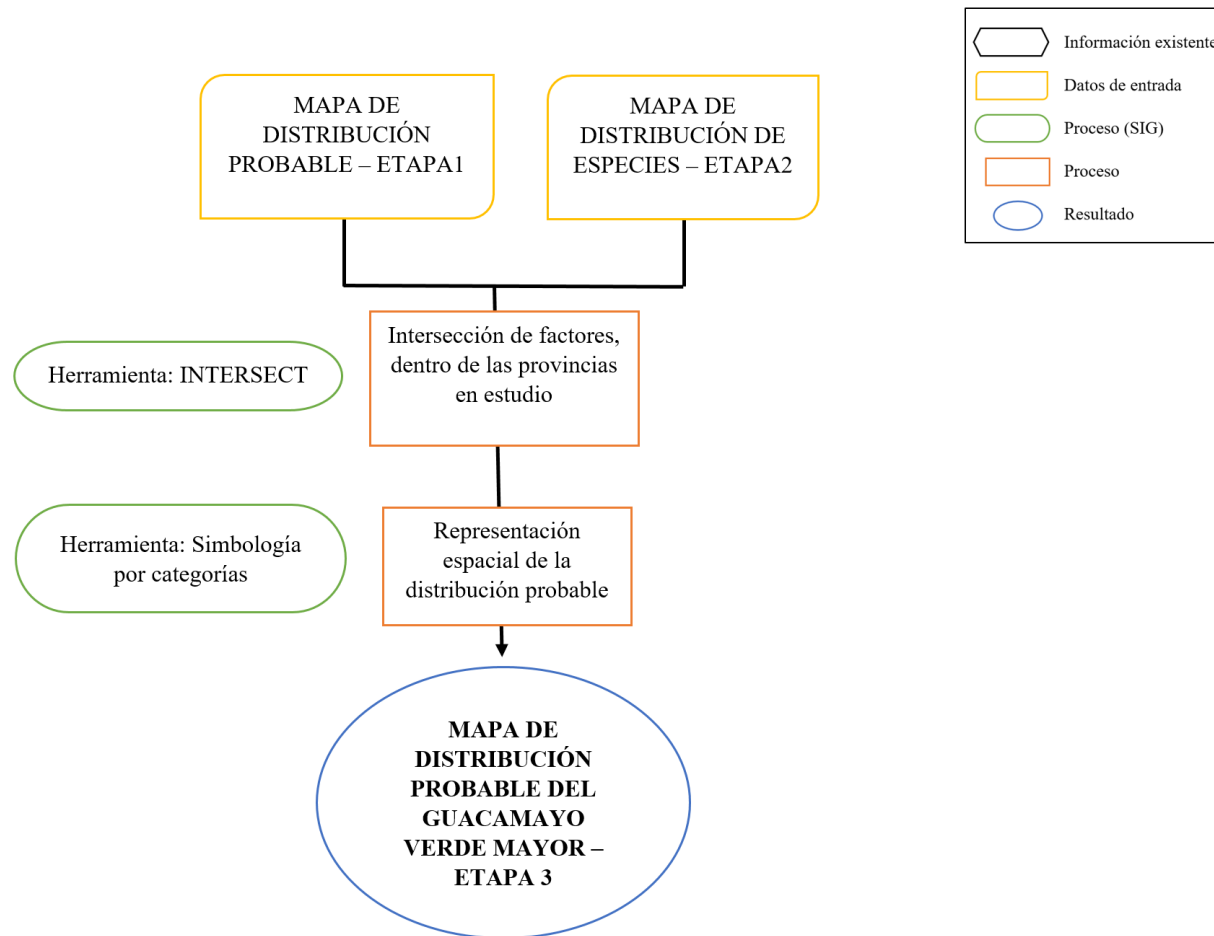 MAPA DE
DISTRIBUCIÓN
PROBABLE – ETAPA1
MAPA DE
DISTRIBUCIÓN DE
ESPECIES – ETAPA2
Información existente
Datos de entrada
Proceso (SIG)
Proceso
Resultado
Herramienta: INTERSECT
Intersección de factores,
dentro de las provincias
en estudio
Herramienta: Simbología
por categorías
Representación
espacial de la
distribución probable
MAPA DE
DISTRIBUCIÓN
PROBABLE DEL
GUACAMAYO
VERDE MAYOR –
ETAPA 3